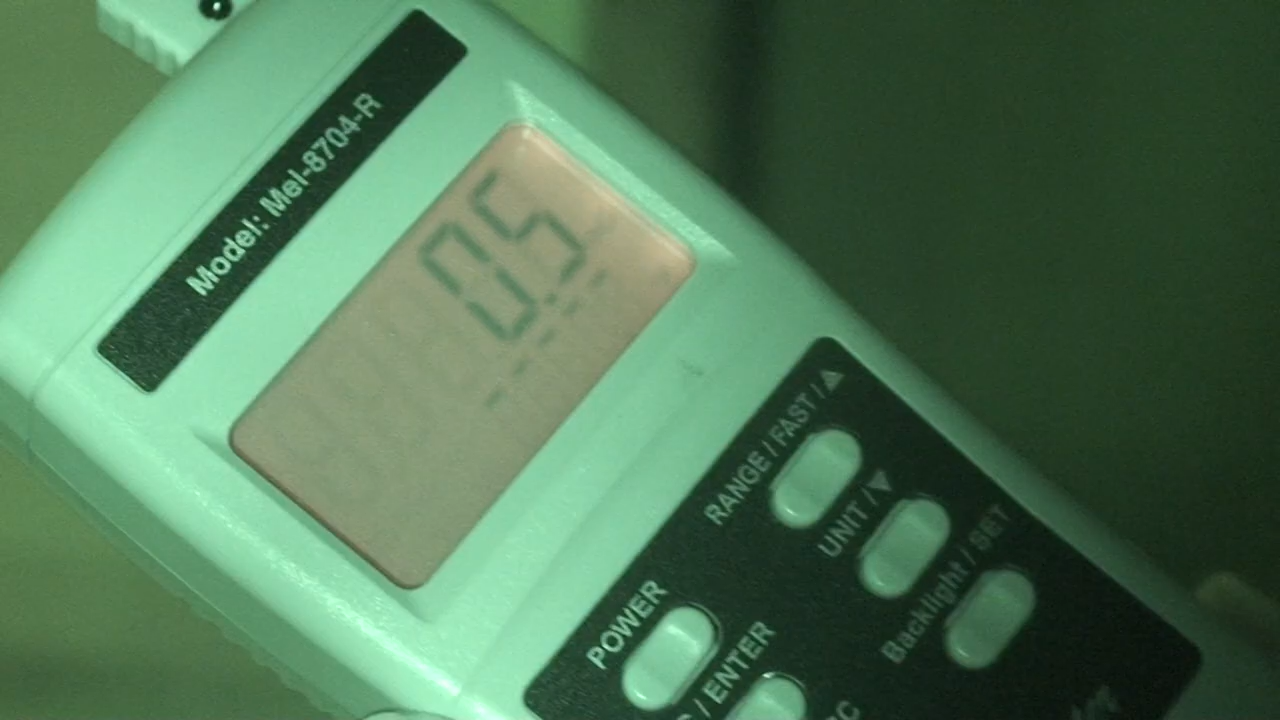 Model: Mel-8704-R
05
RANGE / FAST / ▲
UNIT / ▼
Backlight / SET
POWER
/ ENTER